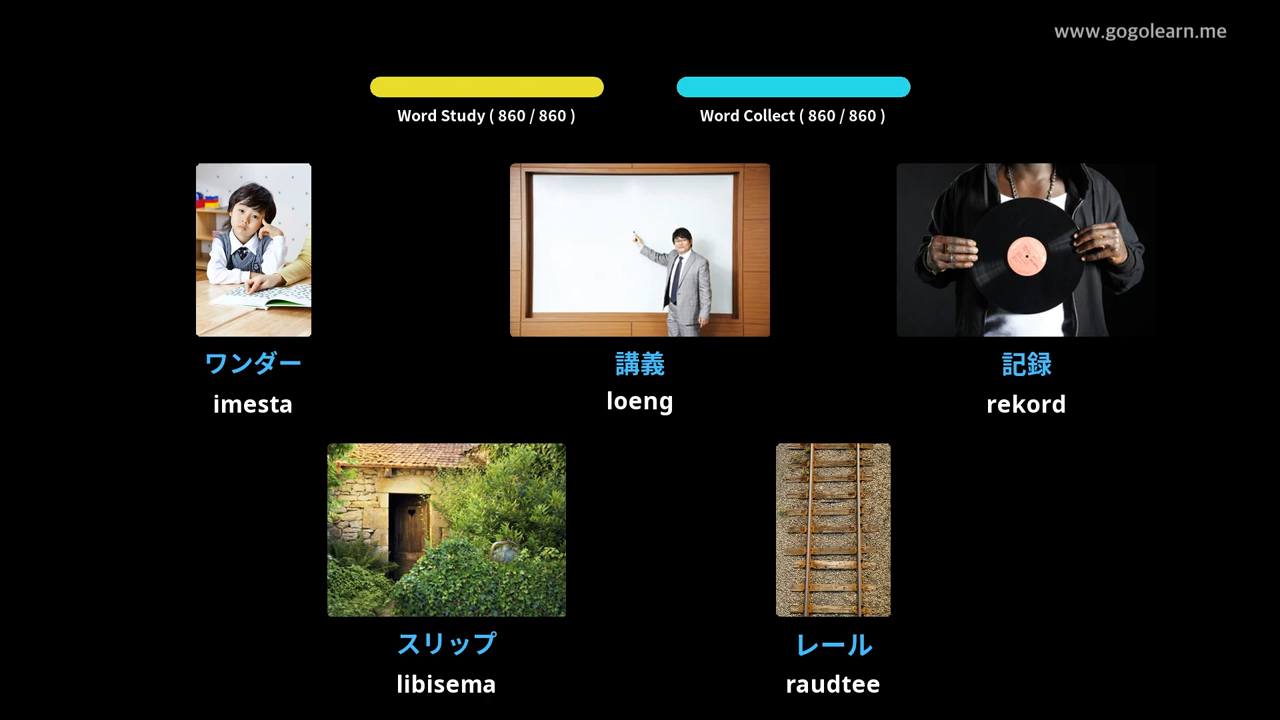 www.gogolearn.me
Word Study ( 860 / 860 )
Word Collect ( 860 / 860 )
ワンダー
imesta
講義
loeng
記録
rekord
スリップ
libisema
レール
raudtee